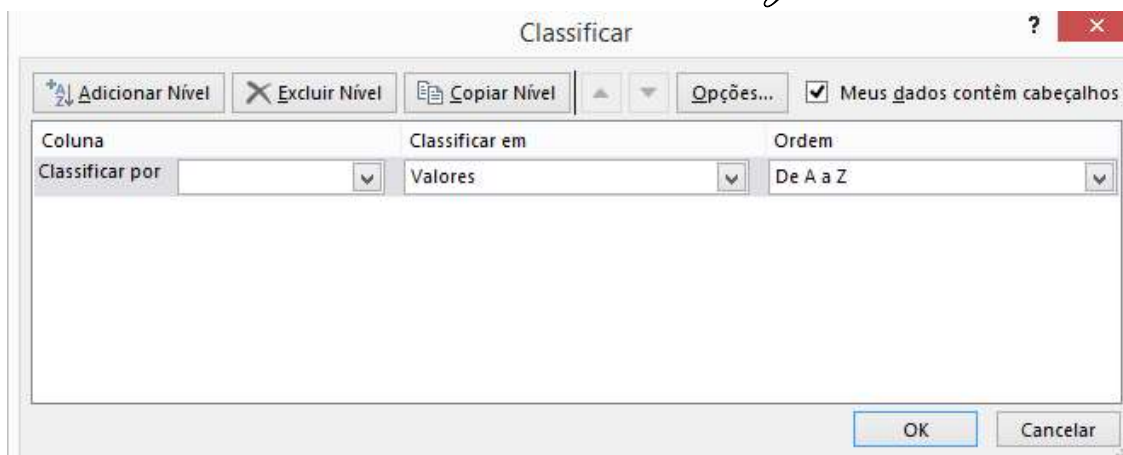 Classificar ?
Adicionar Nível Excluir Nível Copiar Nível Opções... Meus dados contêm cabeçalhos
Coluna Classificar em Ordem
Classificar por Valores De A a Z
OK Cancelar